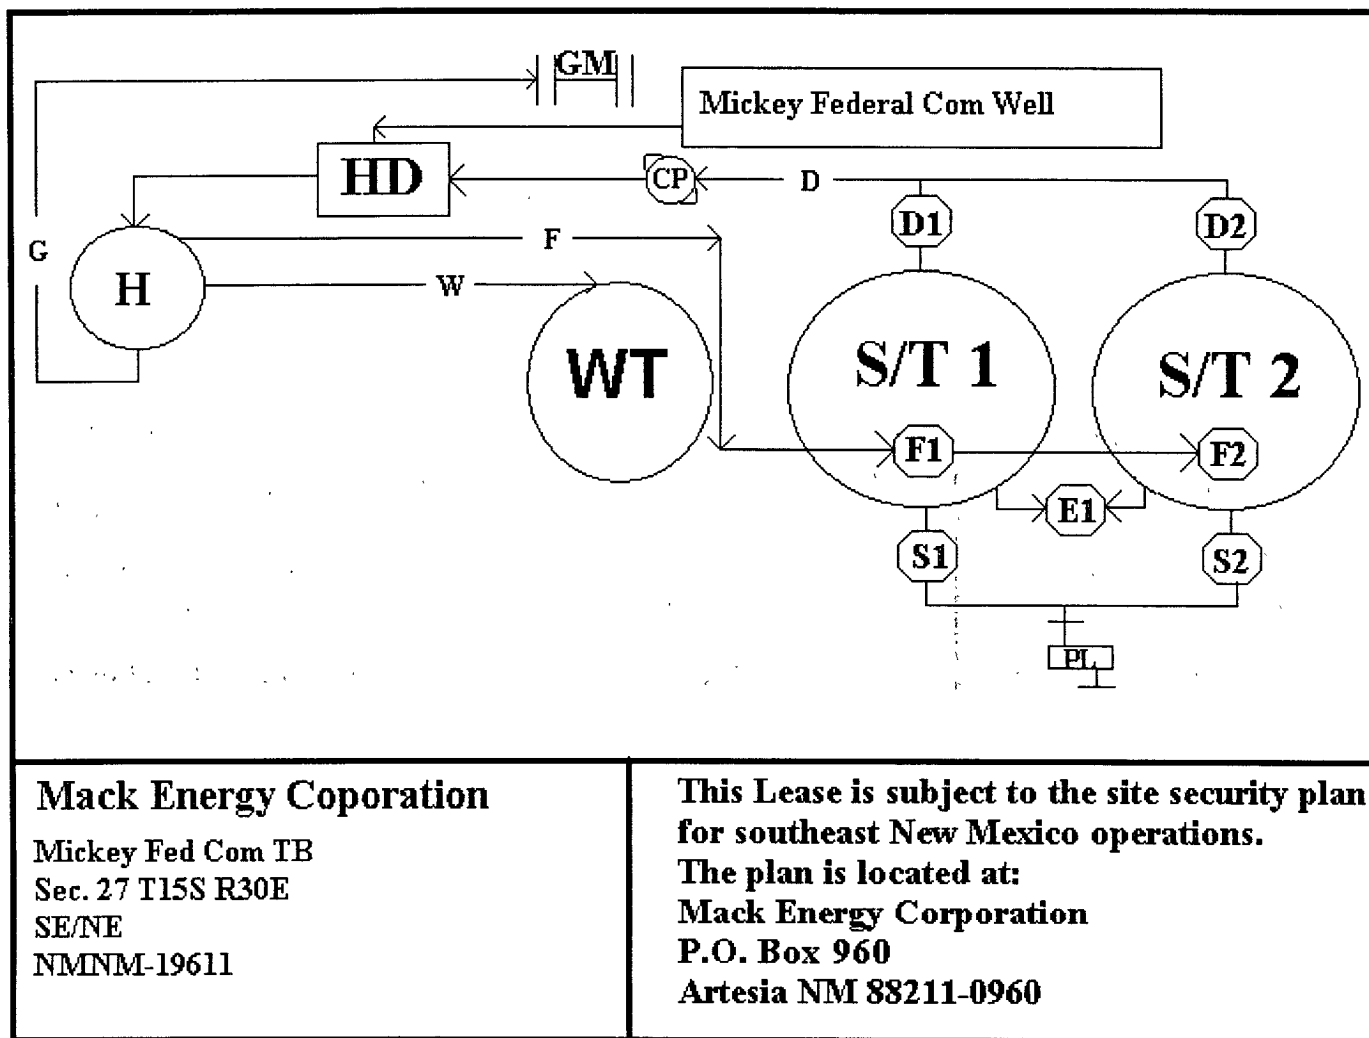 GM
Mickey Federal Com Well
HD
CP
D
D1
D2
G
H
F
W
WT
S/T 1
S/T 2
F1
F2
E1
S1
S2
PL
Mack Energy Coporation
Mickey Fed Com TB
Sec. 27 T15S R30E
SE/NE
NMNM-19611
This Lease is subject to the site security plan
for southeast New Mexico operations.
The plan is located at:
Mack Energy Corporation
P.O. Box 960
Artesia NM 88211-0960